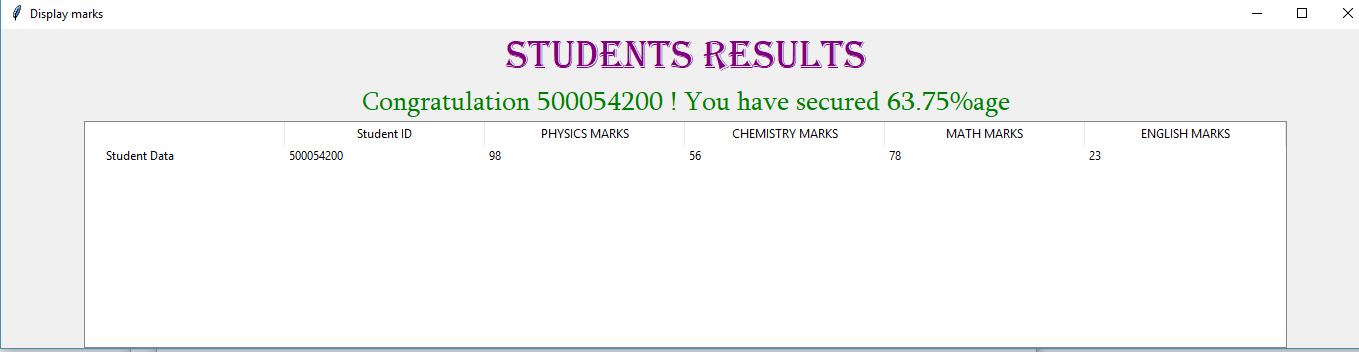 Display marks
STUDENTS RESULTS
Congratulation 500054200 ! You have secured 63.75%age
Student ID PHYSICS MARKS CHEMISTRY MARKS MATH MARKS ENGLISH MARKS
Student Data 500054200 98 56 78 23